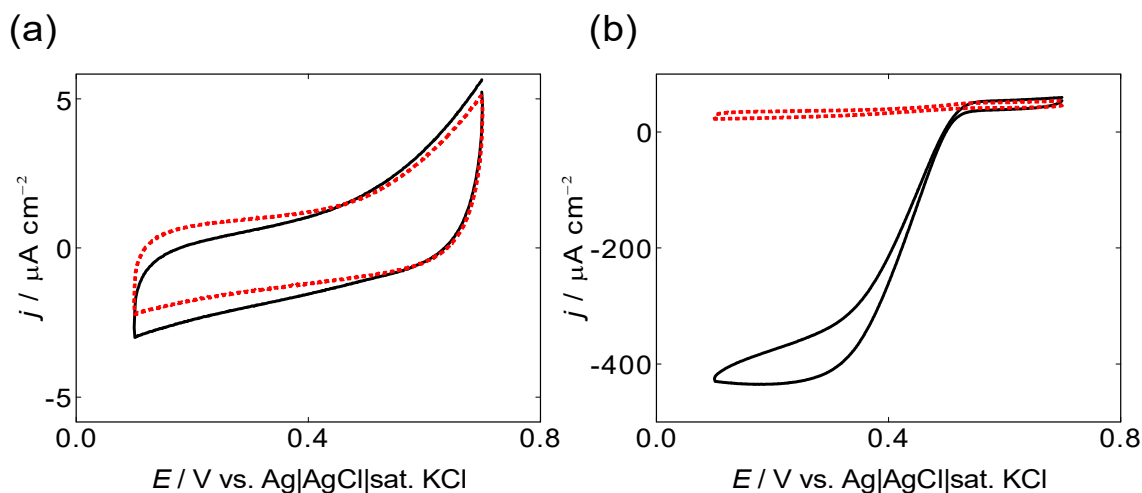 (a)
(b)
5
0
-5
0.0
0.4
0.8
j / μA cm⁻²
E / V vs. Ag|AgCl|sat. KCl
0
-200
-400
0.0
0.4
0.8
j / μA cm⁻²
E / V vs. Ag|AgCl|sat. KCl